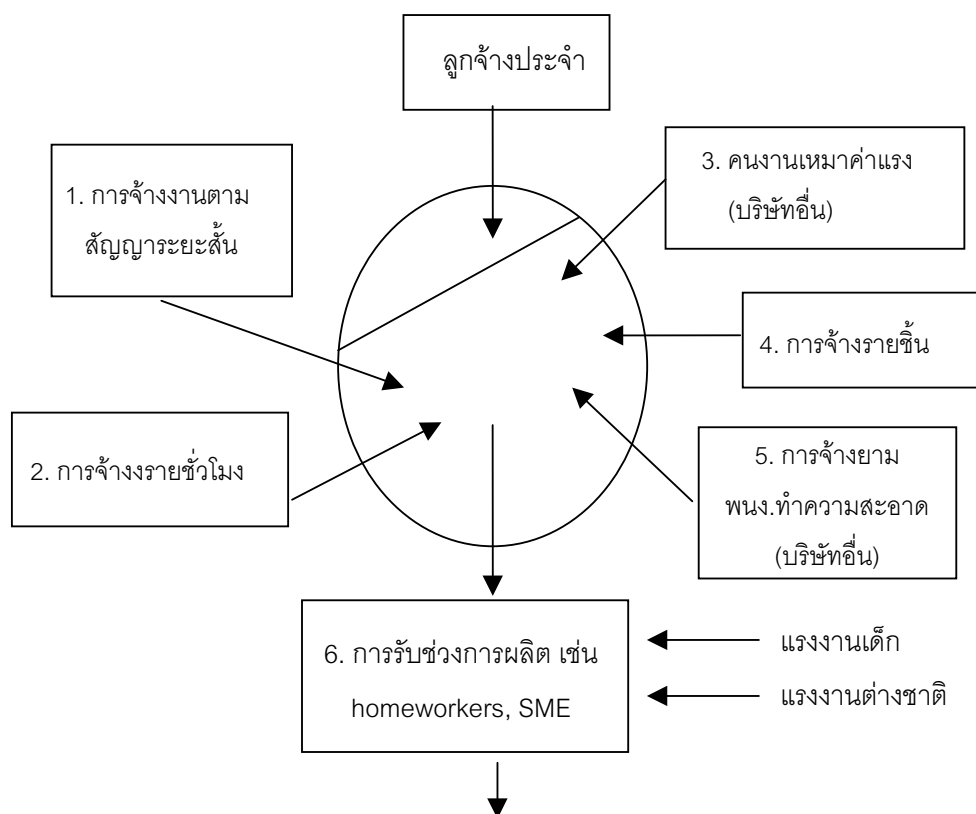 ลูกจ้างประจำ
1. การจ้างงานตาม
สัญญาระยะสั้น
3. คนงานเหมาค่าแรง
(บริษัทอื่น)
4. การจ้างรายชิ้น
2. การจ้างงรายชั่วโมง
5. การจ้างยาม
พนง.ทำความสะอาด
(บริษัทอื่น)
6. การรับช่วงการผลิต เช่น
homeworkers, SME
แรงงานเด็ก
แรงงานต่างชาติ